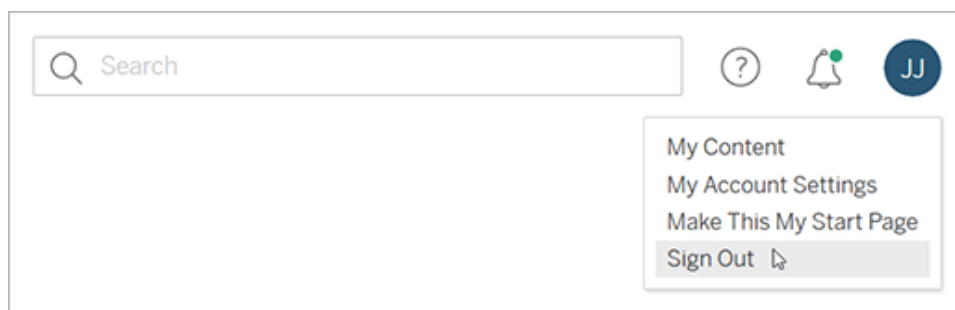 Search
?
JJ
My Content
My Account Settings
Make This My Start Page
Sign Out